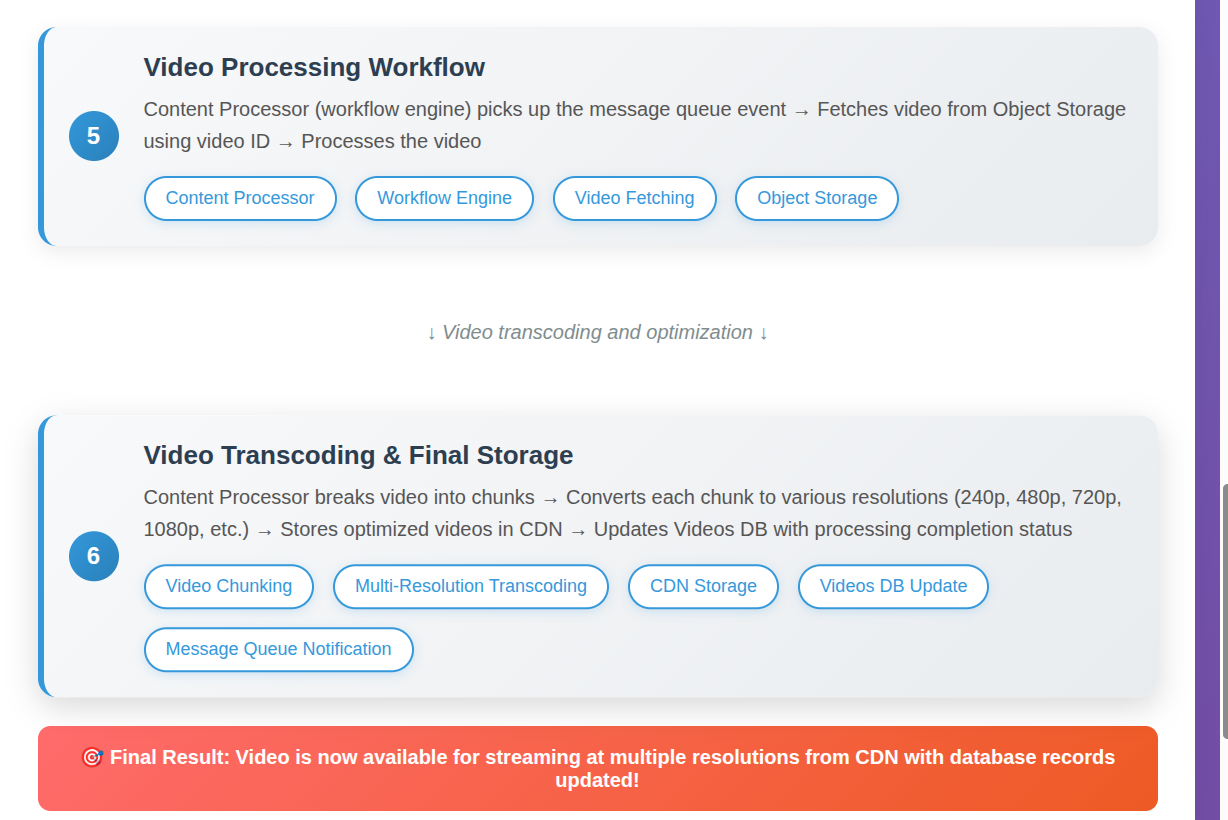 Video Processing Workflow
Content Processor (workflow engine) picks up the message queue event → Fetches video from Object Storage
using video ID → Processes the video
5
Content Processor
Workflow Engine
Video Fetching
Object Storage
↓ Video transcoding and optimization ↓
Video Transcoding & Final Storage
Content Processor breaks video into chunks → Converts each chunk to various resolutions (240p, 480p, 720p,
1080p, etc.) → Stores optimized videos in CDN → Updates Videos DB with processing completion status
6
Video Chunking
Multi-Resolution Transcoding
CDN Storage
Videos DB Update
Message Queue Notification
🎯 Final Result: Video is now available for streaming at multiple resolutions from CDN with database records
updated!